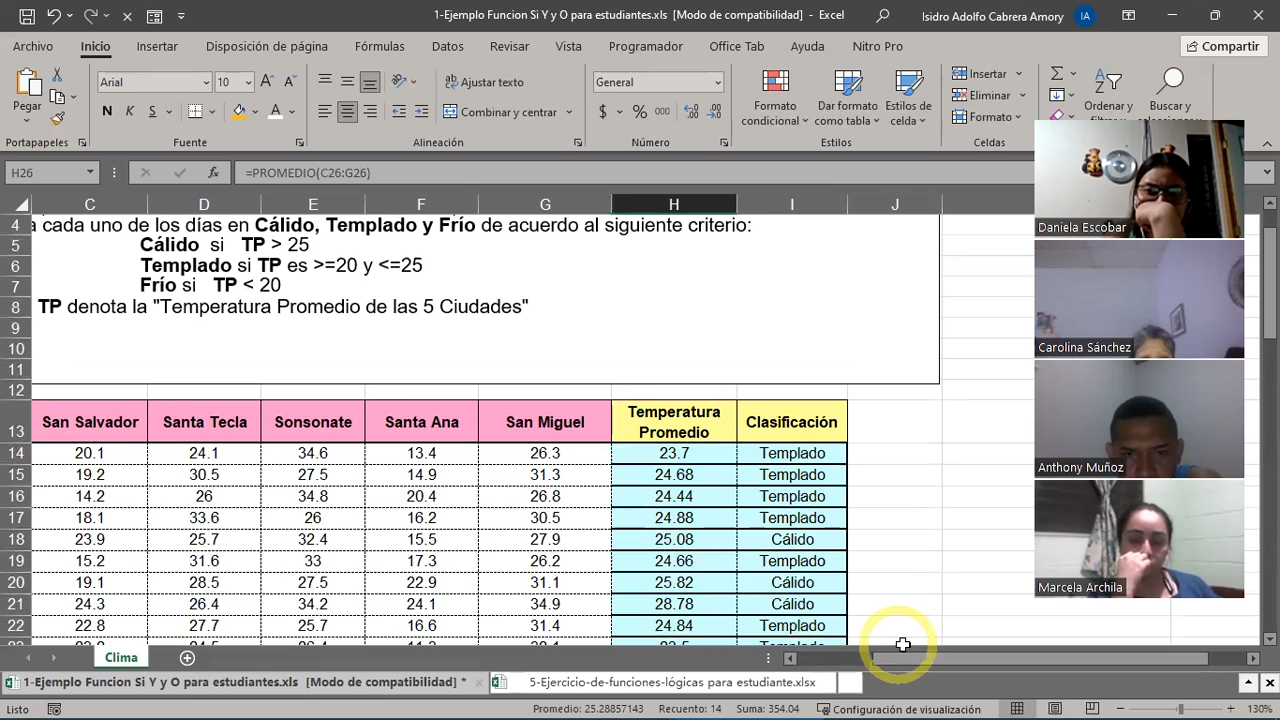 1-Ejemplo Funcion Si Y y O para estudiantes.xls [Modo de compatibilidad] - Excel
Isidro Adolfo Cabrera Amory
IA
Archivo Inicio Insertar Disposición de página Fórmulas Datos Revisar Vista Programador Office Tab Ayuda Nitro Pro Compartir
Pegar Arial 10 N K S Ajustar texto Combinar y centrar General $ % 000 Formato condicional Dar formato como tabla Estilos de celda Insertar Eliminar Formato Ordenar y Buscar y
Portapapeles Fuente Alineación Número Estilos Celdas
H26 fx =PROMEDIO(C26:G26)
C D E F G H I J
4 cada uno de los días en Cálido, Templado y Frío de acuerdo al siguiente criterio:
5 Cálido si TP > 25
6 Templado si TP es >=20 y <=25
7 Frío si TP < 20
8 TP denota la "Temperatura Promedio de las 5 Ciudades"
9
10
11
12
13 San Salvador Santa Tecla Sonsonate Santa Ana San Miguel Temperatura Promedio Clasificación
14 20.1 24.1 34.6 13.4 26.3 23.7 Templado
15 19.2 30.5 27.5 14.9 31.3 24.68 Templado
16 14.2 26 34.8 20.4 26.8 24.44 Templado
17 18.1 33.6 26 16.2 30.5 24.88 Templado
18 23.9 25.7 32.4 15.5 27.9 25.08 Cálido
19 15.2 31.6 33 17.3 26.2 24.66 Templado
20 19.1 28.5 27.5 22.9 31.1 25.82 Cálido
21 24.3 26.4 34.2 24.1 34.9 28.78 Cálido
22 22.8 27.7 25.7 16.6 31.4 24.84 Templado
Daniela Escobar
Carolina Sánchez
Anthony Muñoz
Marcela Archila
Clima
1-Ejemplo Funcion Si Y y O para estudiantes.xls [Modo de compatibilidad] * 5-Ejercicio-de-funciones-lógicas para estudiante.xlsx
Listo Promedio: 25.28857143 Recuento: 14 Suma: 354.04 Configuración de visualización 130%